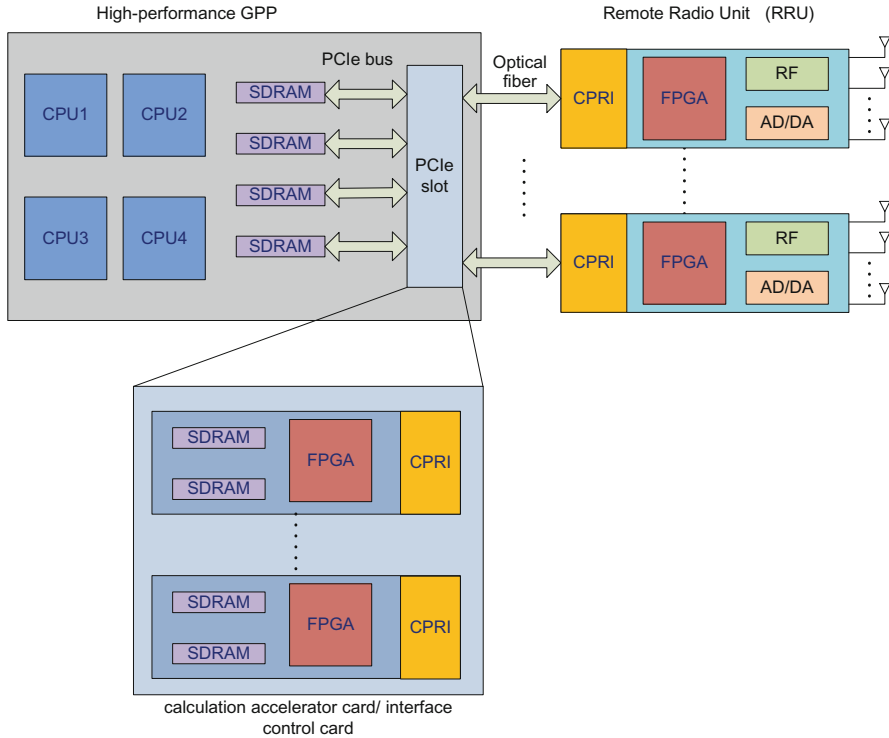 High-performance GPP
Remote Radio Unit (RRU)
PCIe bus
Optical
fiber
CPU1
CPU2
CPU3
CPU4
SDRAM
SDRAM
SDRAM
SDRAM
PCIe
slot
CPRI
FPGA
RF
AD/DA
CPRI
FPGA
RF
AD/DA
SDRAM
SDRAM
FPGA
CPRI
SDRAM
SDRAM
FPGA
CPRI
calculation accelerator card/ interface
control card